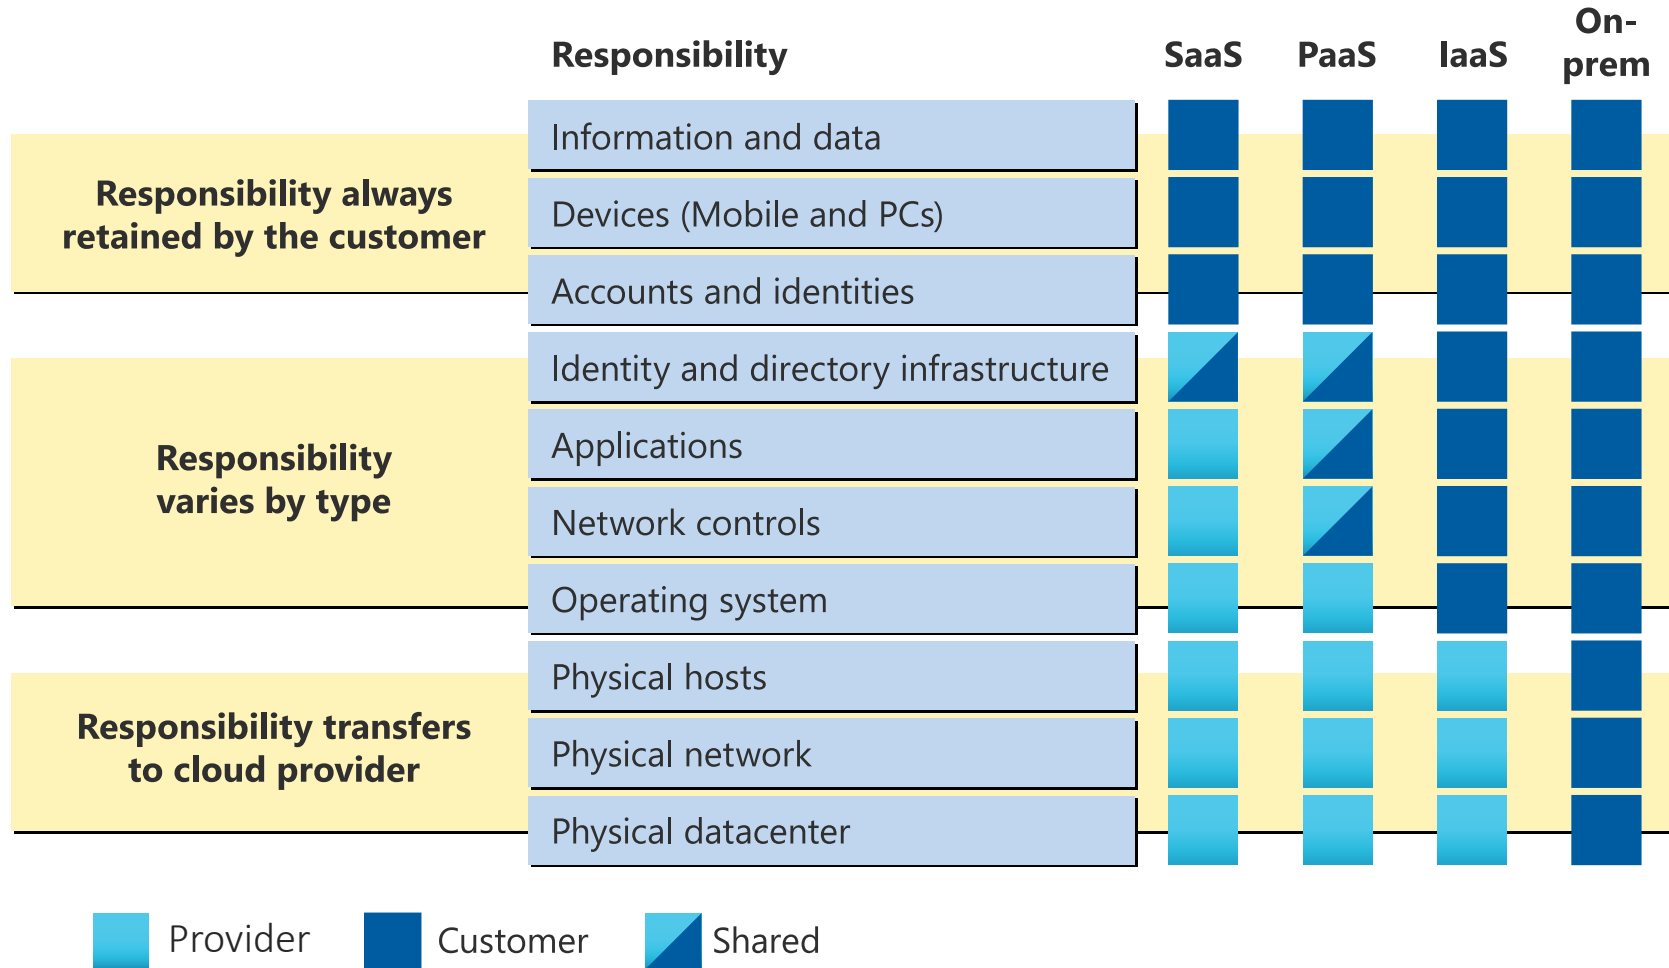 Responsibility SaaS PaaS IaaS On-
prem
Information and data
Responsibility always
retained by the customer
Devices (Mobile and PCs)
Accounts and identities
Identity and directory infrastructure
Responsibility
varies by type
Applications
Network controls
Operating system
Physical hosts
Responsibility transfers
to cloud provider
Physical network
Physical datacenter
Provider Customer Shared